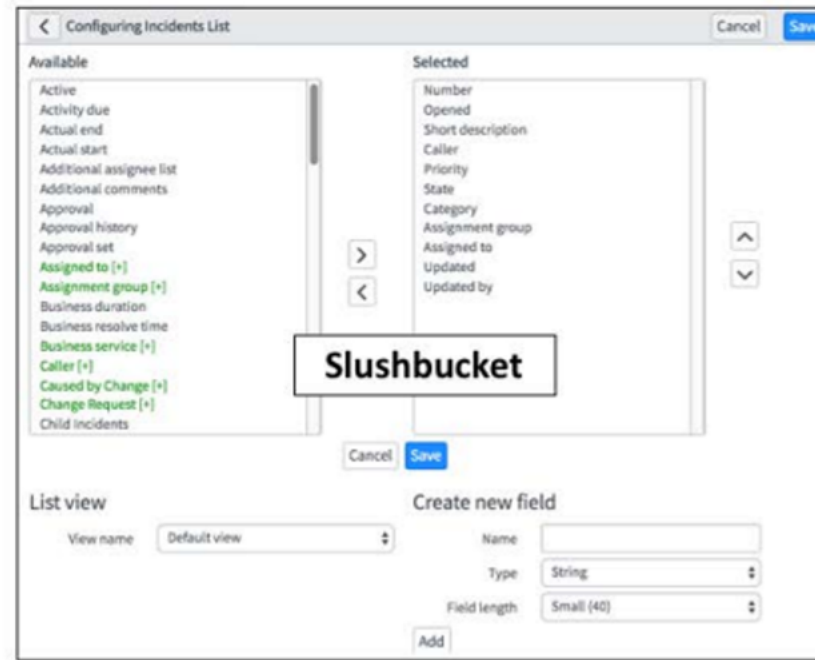 Configuring Incidents List
Cancel
Save
Available
Selected
Active
Activity due
Actual end
Actual start
Additional assignee list
Additional comments
Approval
Approval history
Approval set
Assigned to [+]
Assignment group [+]
Business duration
Business resolve time
Business service [+]
Caller [+]
Caused by Change [+]
Change Request [+]
Child Incidents
Number
Opened
Short description
Caller
Priority
State
Category
Assignment group
Assigned to
Updated
Updated by
Slushbucket
Cancel
Save
List view
View name
Default view
Create new field
Name
Type
String
Field length
Small (40)
Add